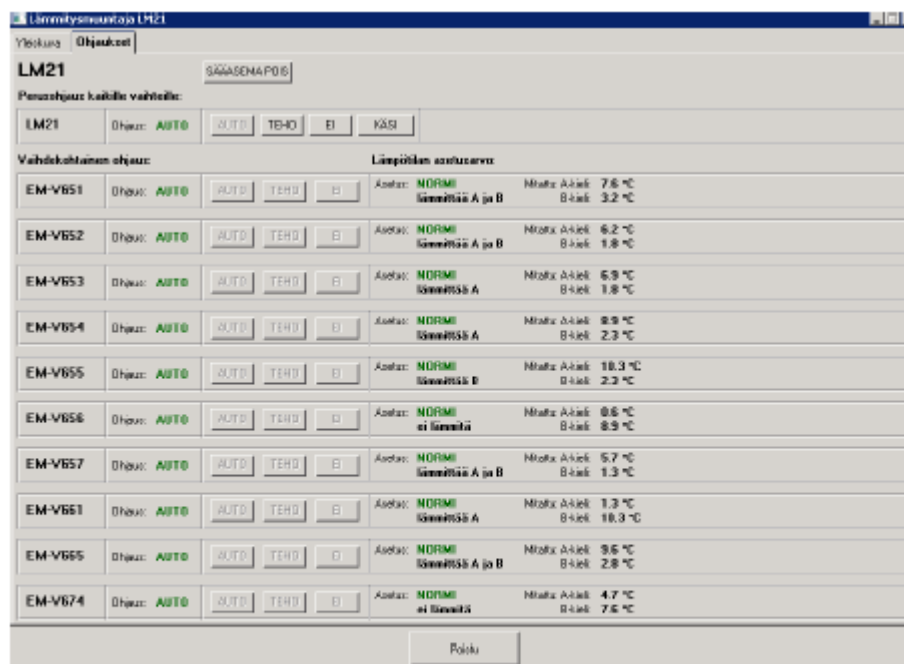 Lämmitysmuuntaja LM21
Yleiskuva Ohjaukset
LM21 SÄÄASEMA POIS
Perusohjaus kaikille vaihteille:
LM21 Ohjaus: AUTO AUTO TEHO EI KÄSI
Vaihdekohtainen ohjaus: Lämpötilan asetusarvo:
EM-V651 Ohjaus: AUTO AUTO TEHO EI Asetus: NORMI Mitattu: A-kieli: 7.6 °C
lämmittää A ja B B-kieli: 3.2 °C
EM-V652 Ohjaus: AUTO AUTO TEHO EI Asetus: NORMI Mitattu: A-kieli: 6.2 °C
lämmittää A ja B B-kieli: 1.8 °C
EM-V653 Ohjaus: AUTO AUTO TEHO EI Asetus: NORMI Mitattu: A-kieli: 6.9 °C
lämmittää A B-kieli: 1.8 °C
EM-V654 Ohjaus: AUTO AUTO TEHO EI Asetus: NORMI Mitattu: A-kieli: °C
lämmittää A B-kieli: 2.3 °C
EM-V655 Ohjaus: AUTO AUTO TEHO EI Asetus: NORMI Mitattu: A-kieli: 10.3 °C
lämmittää B B-kieli: 2.3 °C
EM-V656 Ohjaus: AUTO AUTO TEHO EI Asetus: NORMI Mitattu: A-kieli: °C
ei lämmitä B-kieli: 8.9 °C
EM-V657 Ohjaus: AUTO AUTO TEHO EI Asetus: NORMI Mitattu: A-kieli: 5.7 °C
lämmittää A ja B B-kieli: 1.3 °C
EM-V661 Ohjaus: AUTO AUTO TEHO EI Asetus: NORMI Mitattu: A-kieli: 1.3 °C
lämmittää A B-kieli: 10.3 °C
EM-V665 Ohjaus: AUTO AUTO TEHO EI Asetus: NORMI Mitattu: A-kieli: 9.6 °C
lämmittää A ja B B-kieli: 2.8 °C
EM-V674 Ohjaus: AUTO AUTO TEHO EI Asetus: NORMI Mitattu: A-kieli: 4.7 °C
ei lämmitä B-kieli: 7.6 °C
Poistu